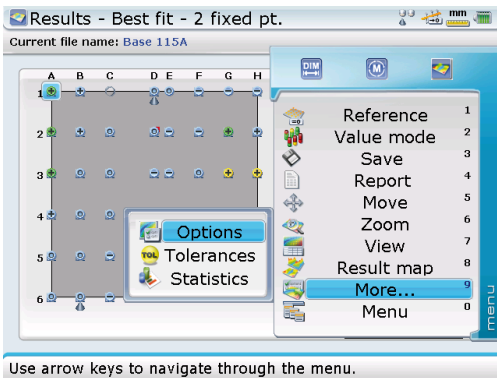 Results - Best fit - 2 fixed pt.
mm
Current file name: Base 115A
DIM
M
A B C D E F G H
1
2
3
4
5
6
Reference 1
Value mode 2
Save 3
Report 4
Move 5
Zoom 6
View 7
Result map 8
More... 9
Menu 0
menu
Options
TOL Tolerances
Statistics
Use arrow keys to navigate through the menu.